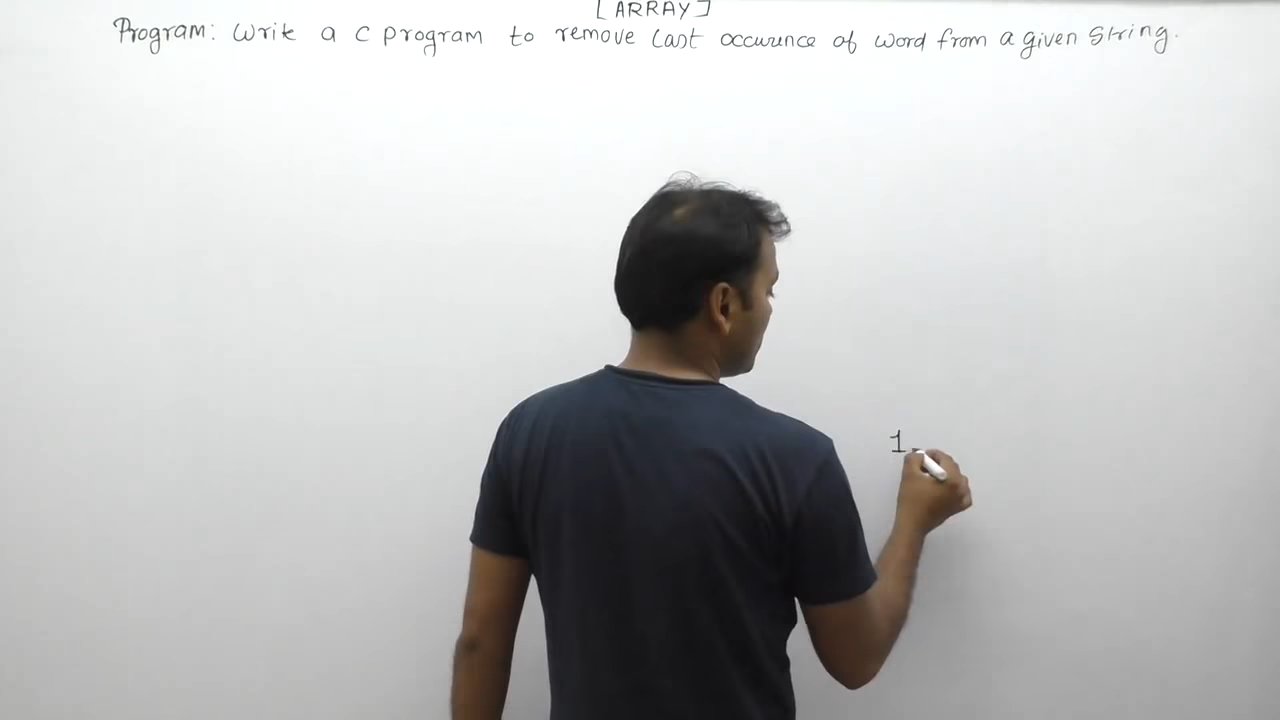 [ARRAY]
Program: Write a c program to remove last occurence of word from a given string.
1.